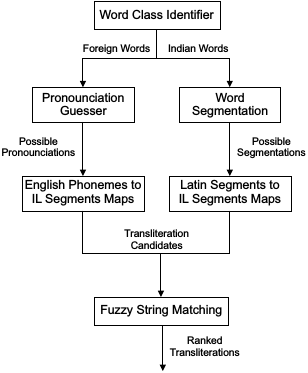 Word Class Identifier
Foreign Words
Indian Words
Pronounciation
Guesser
Word
Segmentation
Possible
Pronounciations
Possible
Segmentations
English Phonemes to
IL Segments Maps
Latin Segments to
IL Segments Maps
Transliteration
Candidates
Fuzzy String Matching
Ranked
Transliterations